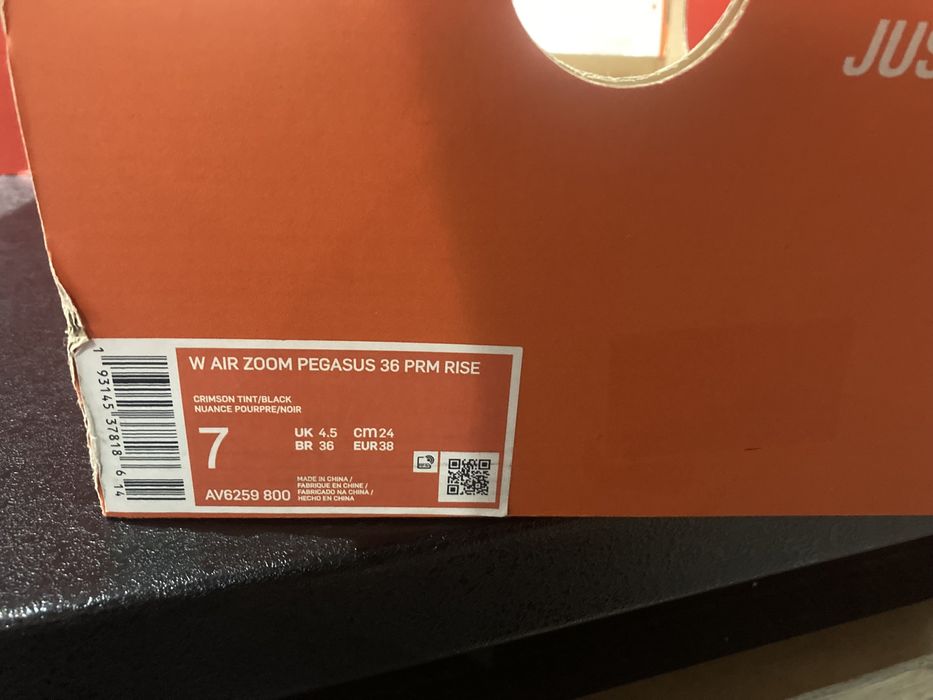 JUS
W AIR ZOOM PEGASUS 36 PRM RISE
CRIMSON TINT/BLACK
NUANCE POURPRE/NOIR
7
UK 4.5 cm 24
BR 36 EUR 38
AV6259 800
MADE IN CHINA /
FABRIQUE EN CHINE /
FABRICADO NA CHINA /
HECHO EN CHINA
1 93145 37818 6 14